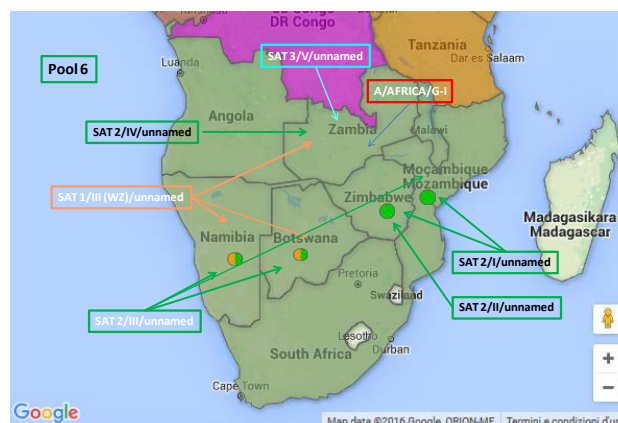 DR Congo
DR Congo
Tanzania
Dar es Salaam
Pool 6
SAT 3/V/unnamed
Luanda
A/AFRICA/G-I
Angola
Zambia
Malawi
SAT 2/IV/unnamed
Moçambique
Mozambique
SAT 1/III (WZ)/unnamed
Zimbabwe
Madagasikara
Madagascar
Namibia
Botswana
SAT 2/I/unnamed
Pretoria
Swaziland
SAT 2/II/unnamed
SAT 2/III/unnamed
Lesotho
South Africa
Durban
Cape Town
Google
Map data ©2016 Google, ORION-ME
Termini e condizioni d'u